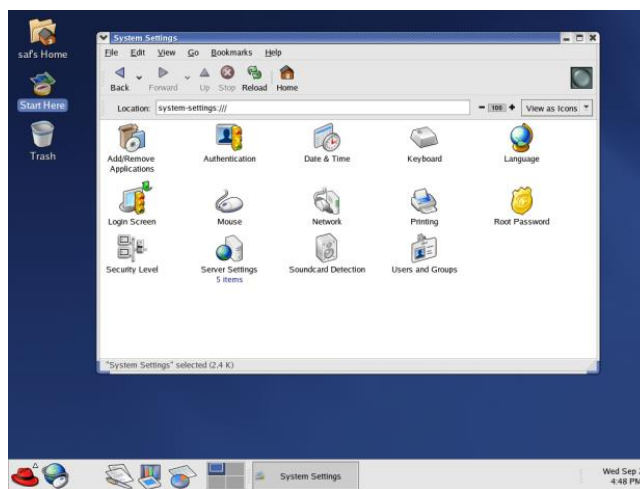 saf's Home
Start Here
Trash
System Settings
File Edit View Go Bookmarks Help
Back Forward Up Stop Reload Home
Location: system-settings:/// 100 View as Icons
Add/Remove
Applications
Authentication
Date & Time
Keyboard
Language
Login Screen
Mouse
Network
Printing
Root Password
Security Level
Server Settings
5 items
Soundcard Detection
Users and Groups
"System Settings" selected (2.4 K)
System Settings
Wed Sep
4:48 PM